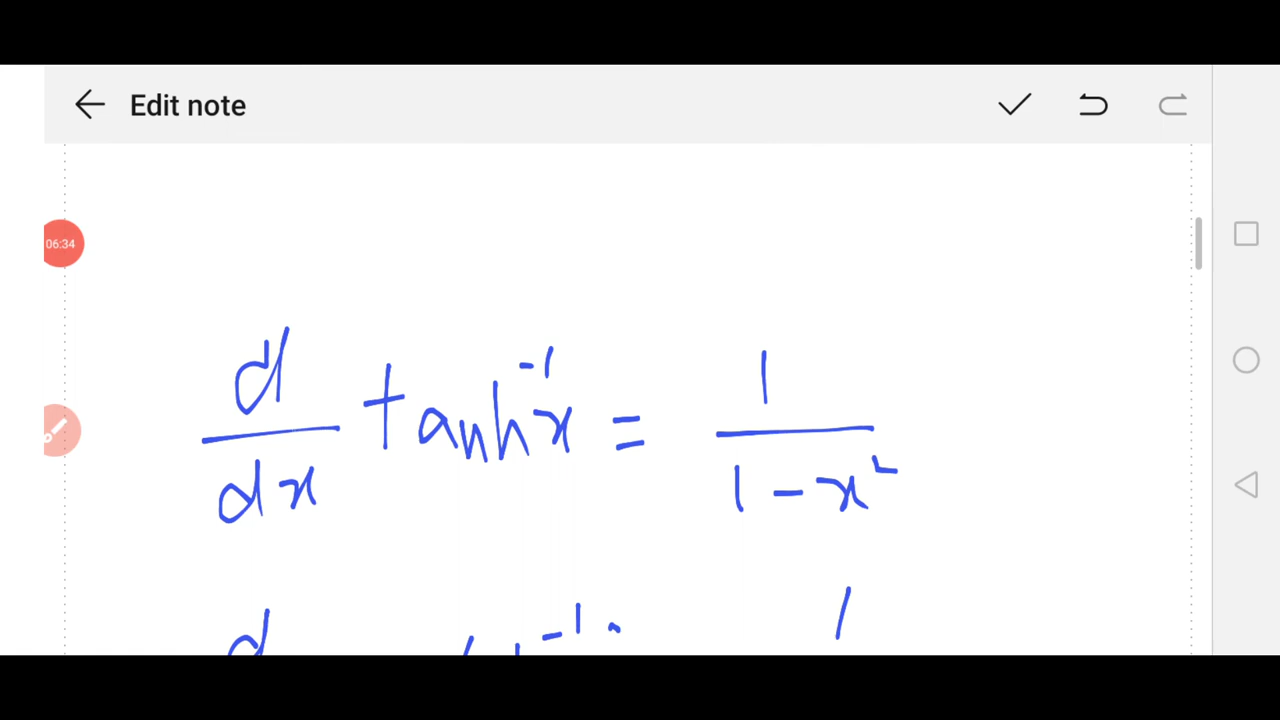 Edit note
06:34
d/dx tanh⁻¹x = 1/(1-x²)